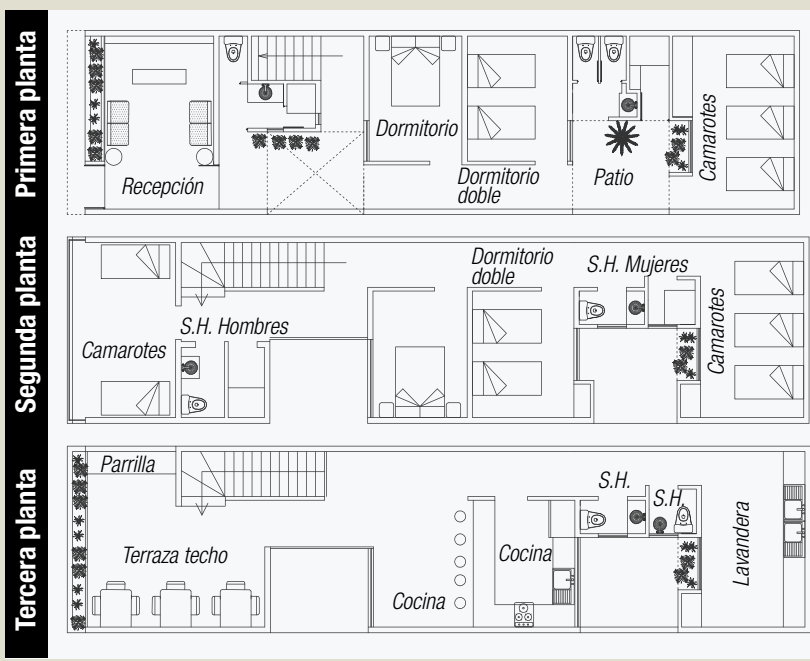 Primera planta
Recepción
Dormitorio
Dormitorio
doble
Patio
Camarotes
Segunda planta
Camarotes
S.H. Hombres
Dormitorio
doble
S.H. Mujeres
Camarotes
Tercera planta
Parrilla
Terraza techo
Cocina
Cocina
S.H.
S.H.
Lavandera